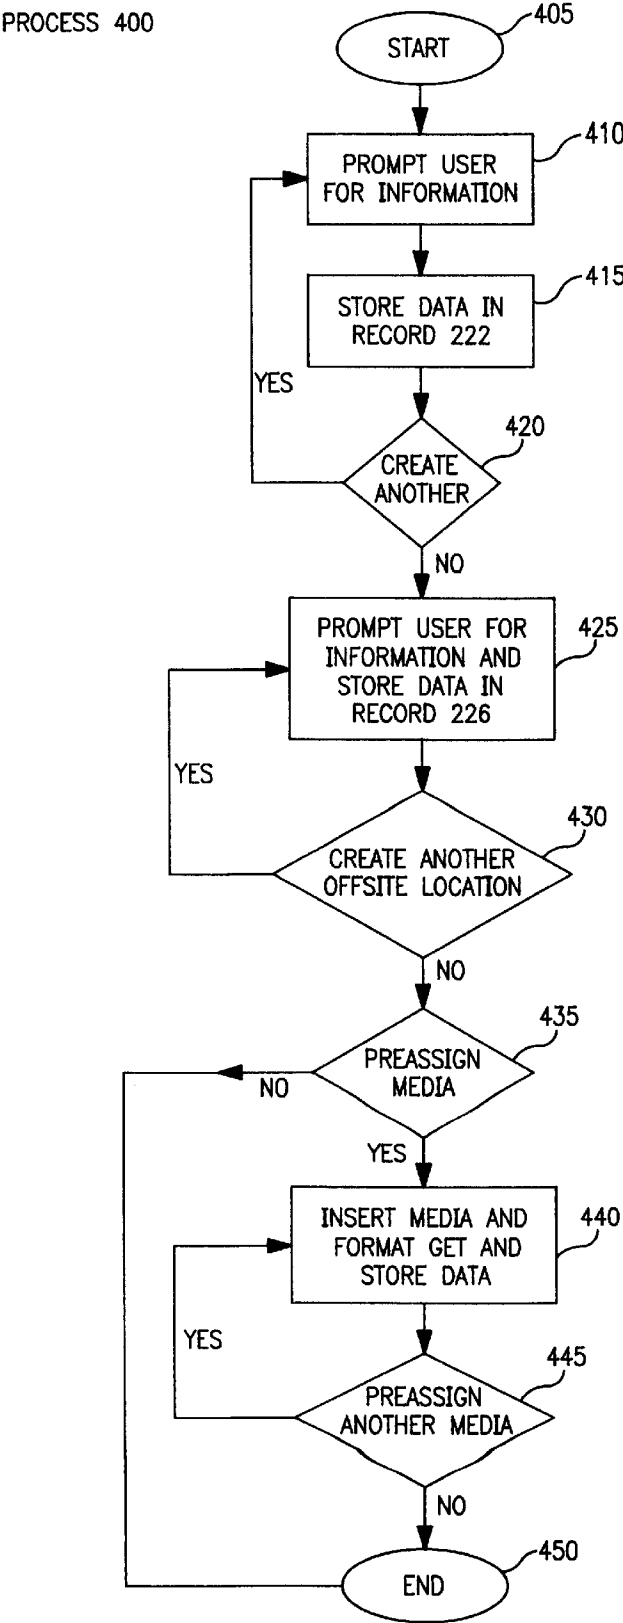 PROCESS 400
START
405
PROMPT USER
FOR INFORMATION
410
STORE DATA IN
RECORD 222
415
YES
CREATE
ANOTHER
420
NO
PROMPT USER FOR
INFORMATION AND
STORE DATA IN
RECORD 226
425
YES
CREATE ANOTHER
OFFSITE LOCATION
430
NO
PREASSIGN
MEDIA
435
NO
YES
INSERT MEDIA AND
FORMAT GET AND
STORE DATA
440
YES
PREASSIGN
ANOTHER MEDIA
445
NO
END
450